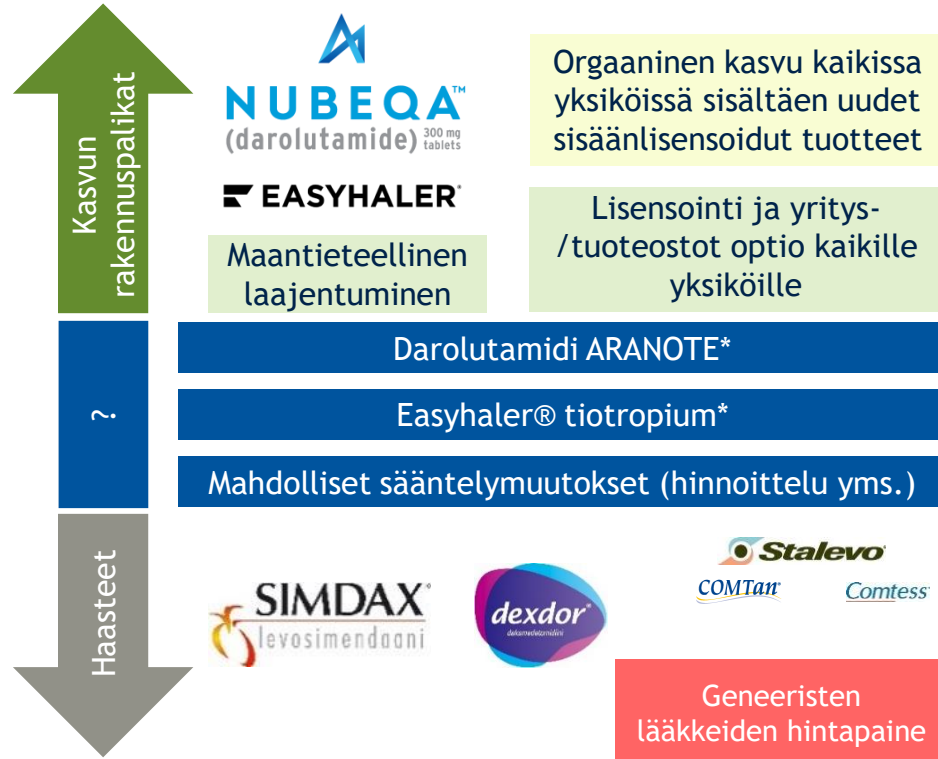 Kasvun
rakennuspalikat
NUBEQA™
(darolutamide) 300 mg tablets
EASYHALER®
Maantieteellinen
laajentuminen
Orgaaninen kasvu kaikissa
yksiköissä sisältäen uudet
sisäänlisensoidut tuotteet
Lisensointi ja yritys-
/tuoteostot optio kaikille
yksiköille
?
Darolutamidi ARANOTE*
Easyhaler® tiotropium*
Mahdolliset sääntelymuutokset (hinnoittelu yms.)
Haasteet
SIMDAX®
levosimendaani
dexdor®
deksmedetomidiini
Stalevo®
COMTan®
Comtess®
Geneeristen
lääkkeiden hintapaine